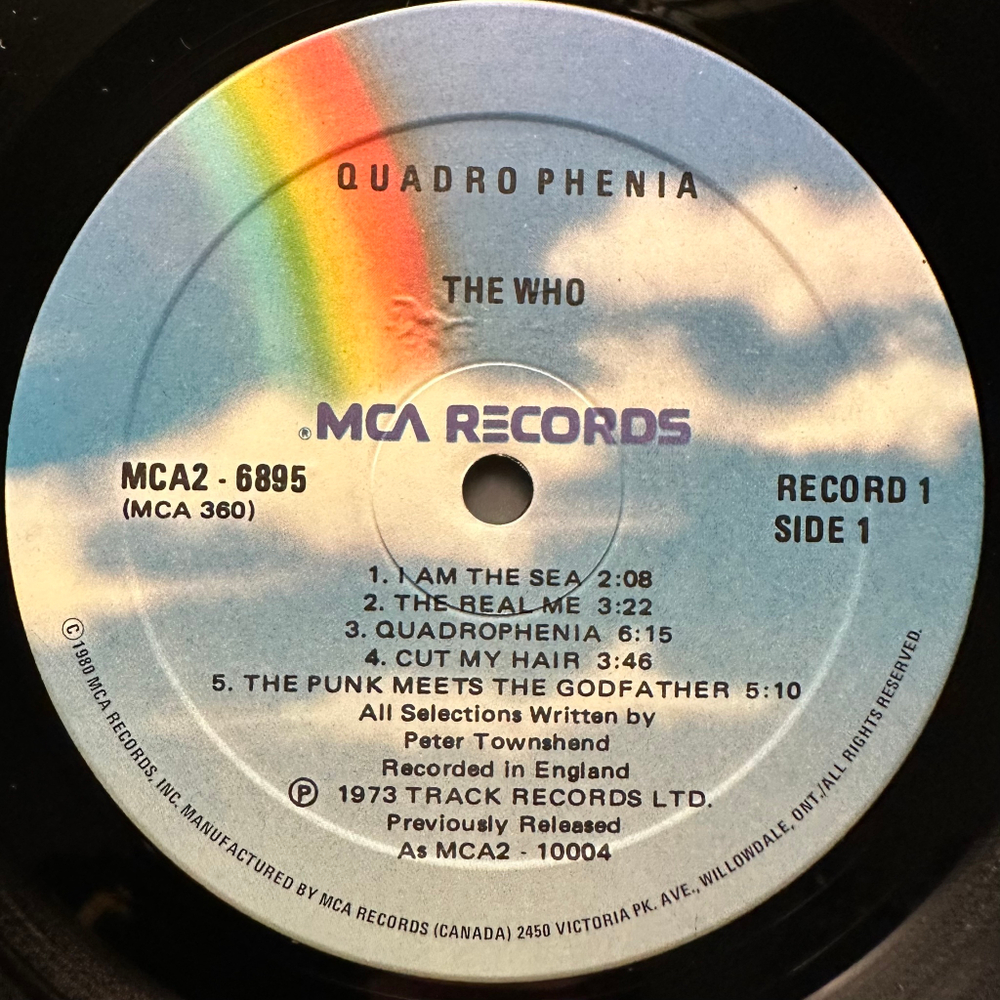 QUADROPHENIA
THE WHO
®MCA RECORDS
MCA2 - 6895
(MCA 360)
RECORD 1
SIDE 1
1. I AM THE SEA 2:08
2. THE REAL ME 3:22
3. QUADROPHENIA 6:15
4. CUT MY HAIR 3:46
5. THE PUNK MEETS THE GODFATHER 5:10
All Selections Written by
Peter Townshend
Recorded in England
Ⓟ 1973 TRACK RECORDS LTD.
Previously Released
As MCA2 - 10004
©1980 MCA RECORDS, INC. MANUFACTURED BY MCA RECORDS (CANADA) 2450 VICTORIA PK. AVE., WILLOWDALE, ONT./ALL RIGHTS RESERVED.